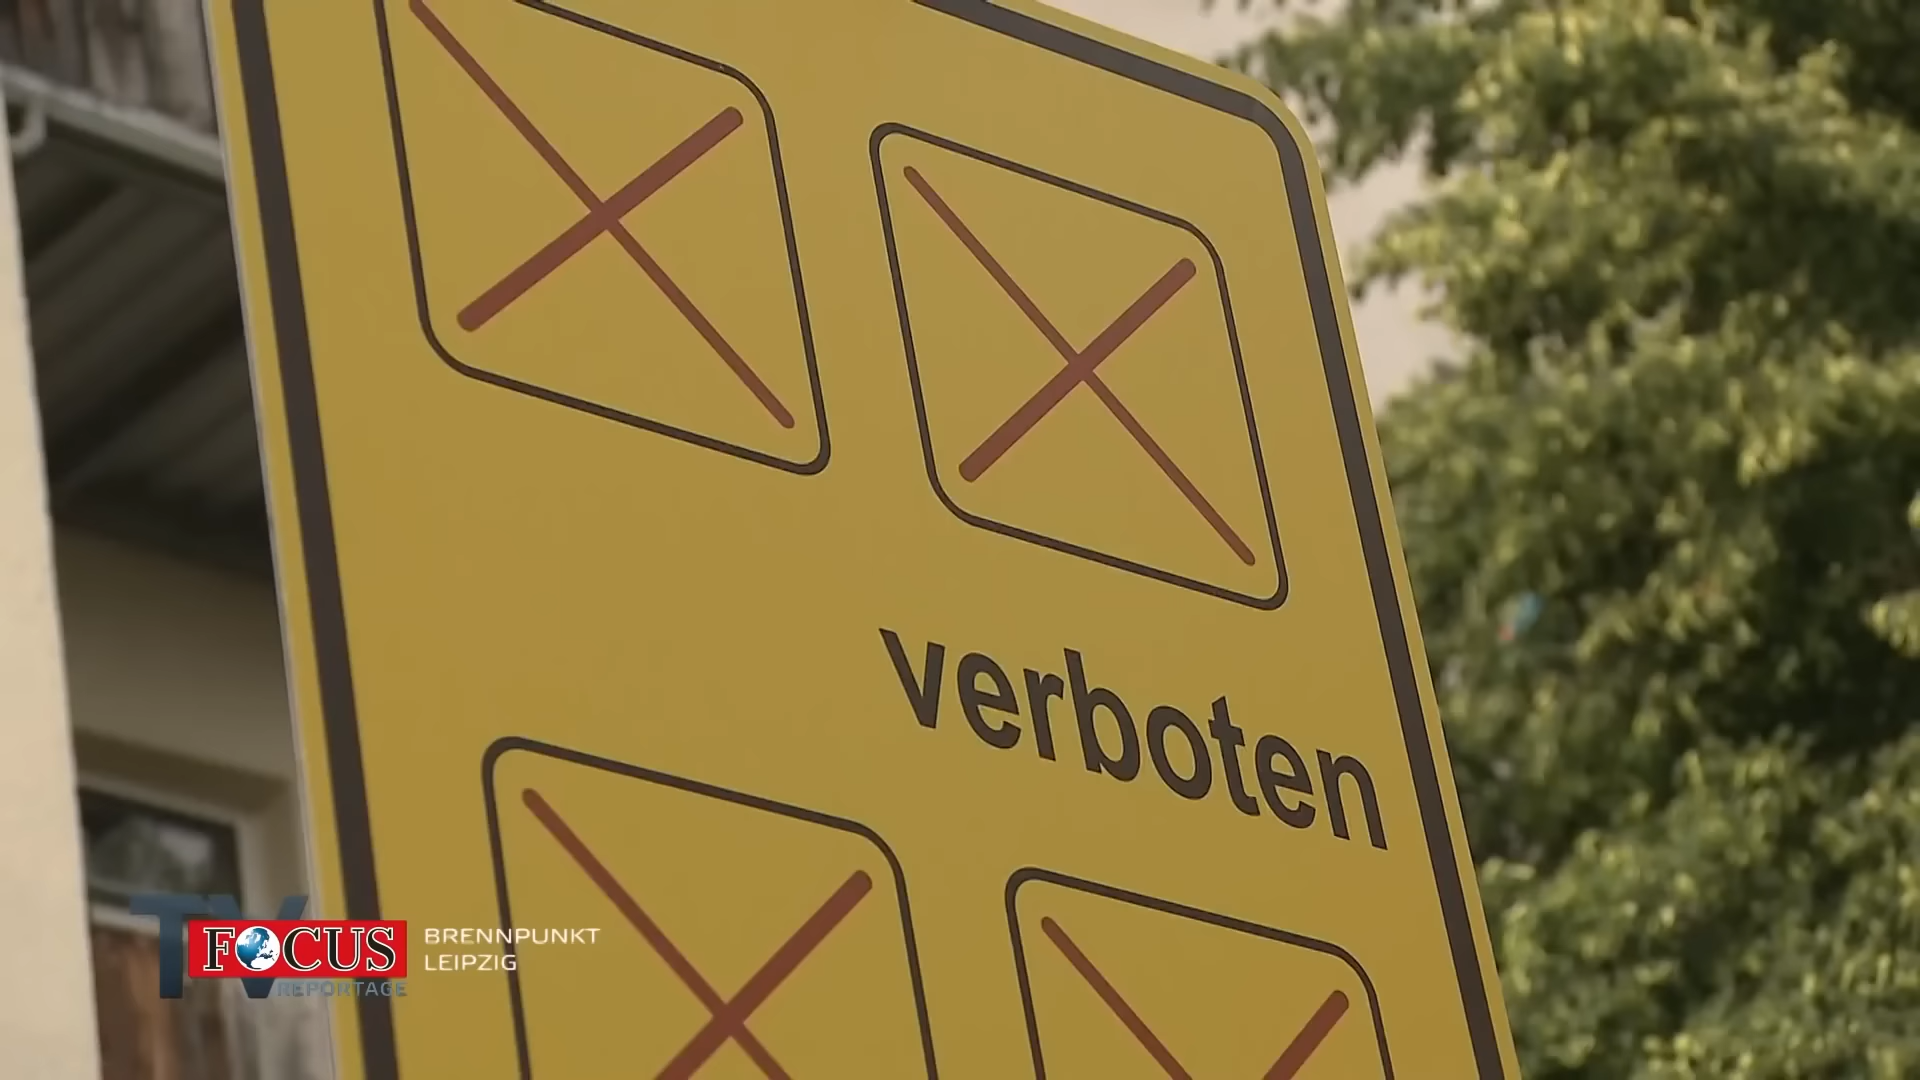 verboten
TV
FOCUS
REPORTAGE
BRENNPUNKT
LEIPZIG